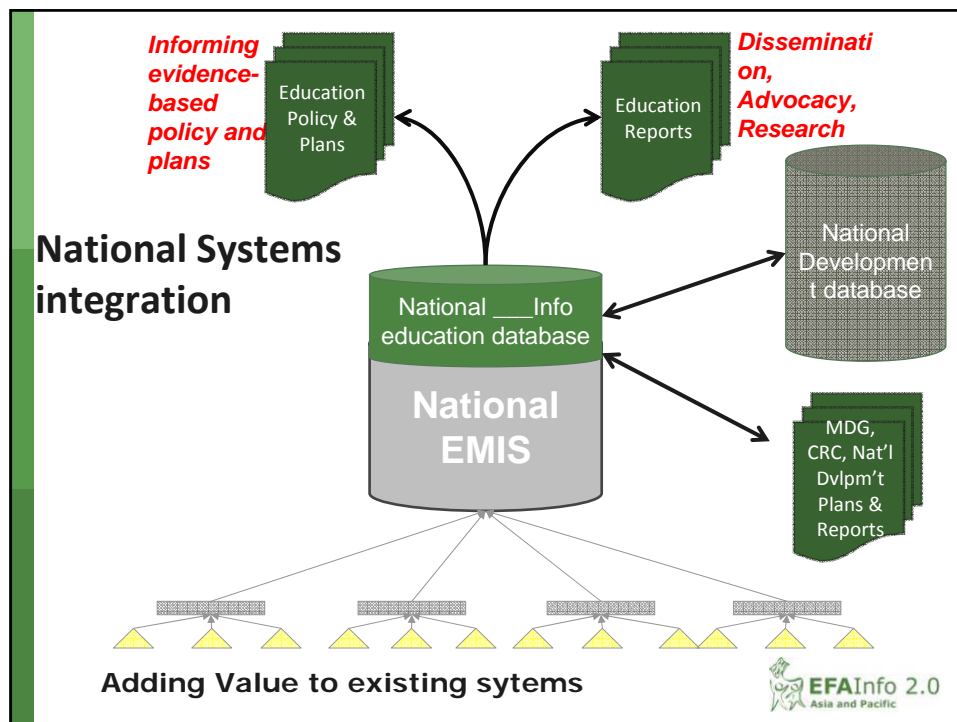 Informing
evidence-
based
policy and
plans
Education
Policy &
Plans
Education
Reports
Disseminati
on,
Advocacy,
Research
National Systems
integration
National
Developmen
t database
National ___Info
education database
National
EMIS
MDG,
CRC, Nat'l
Dvlpm't
Plans &
Reports
Adding Value to existing sytems
EFAInfo 2.0
Asia and Pacific